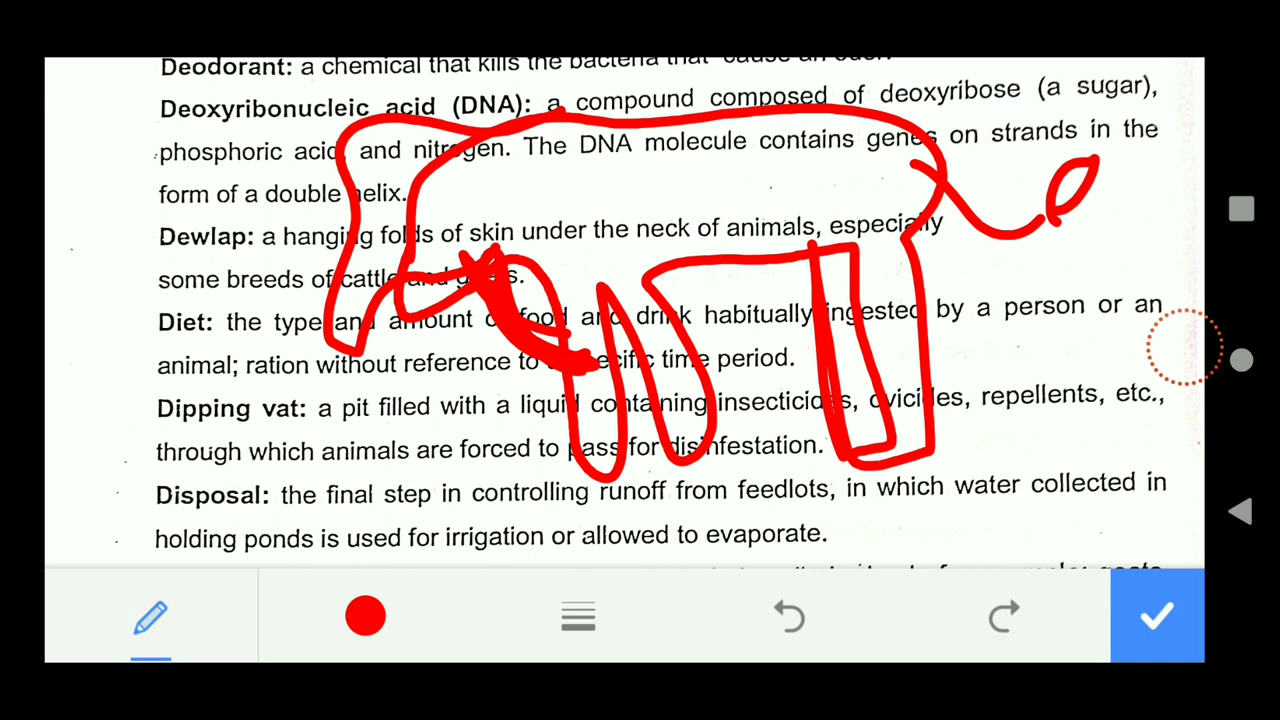 Deodorant: a chemical that kills the bacteria that cause an odor.
Deoxyribonucleic acid (DNA): a compound composed of deoxyribose (a sugar),
phosphoric acid, and nitrogen. The DNA molecule contains genes on strands in the
form of a double helix.
Dewlap: a hanging folds of skin under the neck of animals, especially
some breeds of cattle and
Diet: the type and amount of food and drink habitually ingested by a person or an
animal; ration without reference to a specific time period.
Dipping vat: a pit filled with a liquid containing insecticides, ovicides, repellents, etc.,
through which animals are forced to pass for disinfestation.
Disposal: the final step in controlling runoff from feedlots, in which water collected in
holding ponds is used for irrigation or allowed to evaporate.